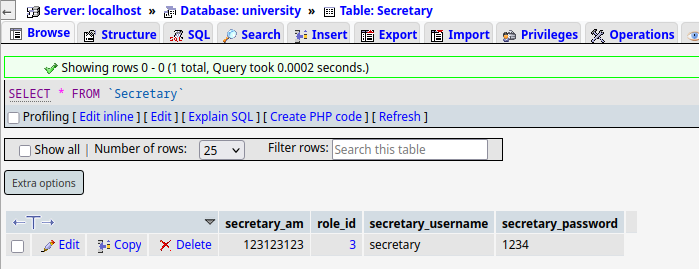 Server: localhost » Database: university » Table: Secretary
Browse Structure SQL Search Insert Export Import Privileges Operations
Showing rows 0 - 0 (1 total, Query took 0.0002 seconds.)
SELECT * FROM `Secretary`
Profiling [ Edit inline ] [ Edit ] [ Explain SQL ] [ Create PHP code ] [ Refresh ]
Show all | Number of rows: 25 Filter rows: Search this table
Extra options
←T→ secretary_am role_id secretary_username secretary_password
Edit Copy Delete 123123123 3 secretary 1234